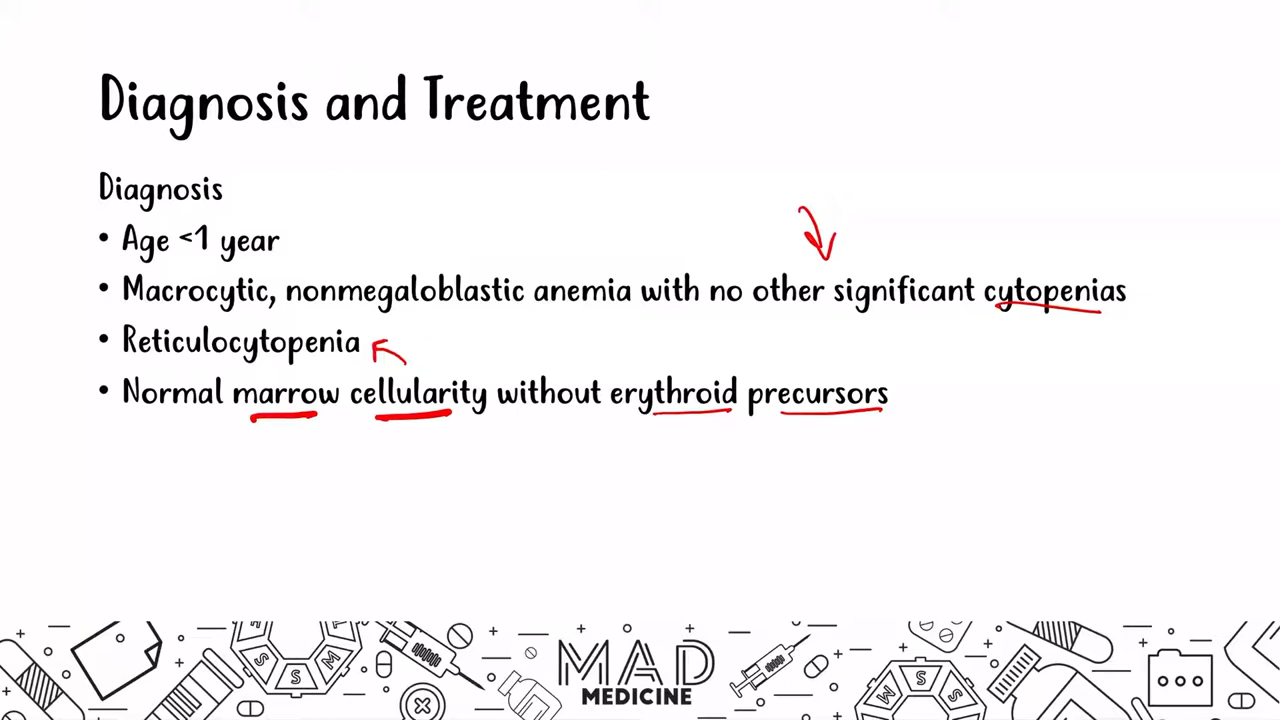 Diagnosis and Treatment
Diagnosis
• Age <1 year
• Macrocytic, nonmegaloblastic anemia with no other significant cytopenias
• Reticulocytopenia
• Normal marrow cellularity without erythroid precursors
MAD
MEDICINE
S S M
M S S